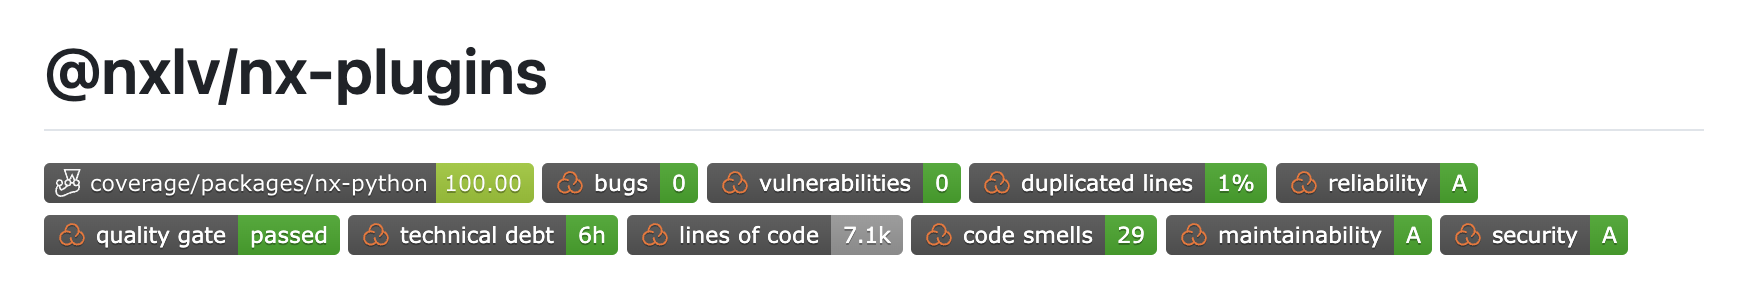 @nxlv/nx-plugins
coverage/packages/nx-python 100.00 bugs 0 vulnerabilities 0 duplicated lines 1% reliability A
quality gate passed technical debt 6h lines of code 7.1k code smells 29 maintainability A security A